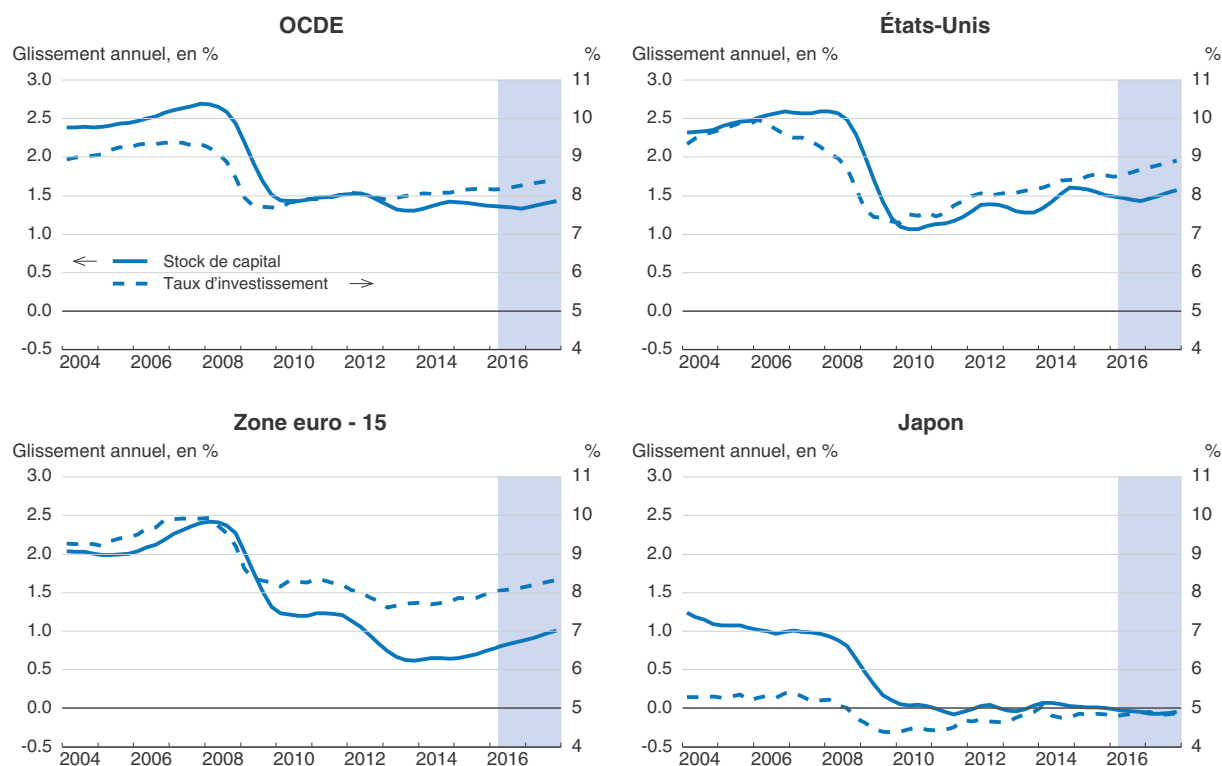 OCDE
Glissement annuel, en % %
3.0 11
2.5 10
2.0 9
1.5 8
1.0 7
0.5 6
0.0 5
-0.5 4
← Stock de capital
Taux d'investissement →
2004 2006 2008 2010 2012 2014 2016
États-Unis
Glissement annuel, en % %
3.0 11
2.5 10
2.0 9
1.5 8
1.0 7
0.5 6
0.0 5
-0.5 4
2004 2006 2008 2010 2012 2014 2016
Zone euro - 15
Glissement annuel, en % %
3.0 11
2.5 10
2.0 9
1.5 8
1.0 7
0.5 6
0.0 5
-0.5 4
2004 2006 2008 2010 2012 2014 2016
Japon
Glissement annuel, en % %
3.0 11
2.5 10
2.0 9
1.5 8
1.0 7
0.5 6
0.0 5
-0.5 4
2004 2006 2008 2010 2012 2014 2016